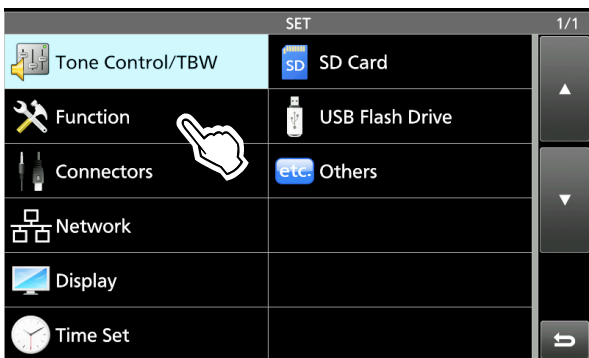 SET
1/1
Tone Control/TBW
SD
SD Card
Function
USB Flash Drive
Connectors
etc.
Others
Network
Display
Time Set